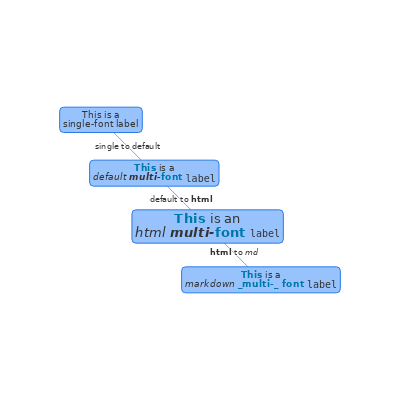 This is a
single-font label
single to default
This is a
default multi-font label
default to html
This is an
html multi-font label
html to md
This is a
markdown _multi-_ font label